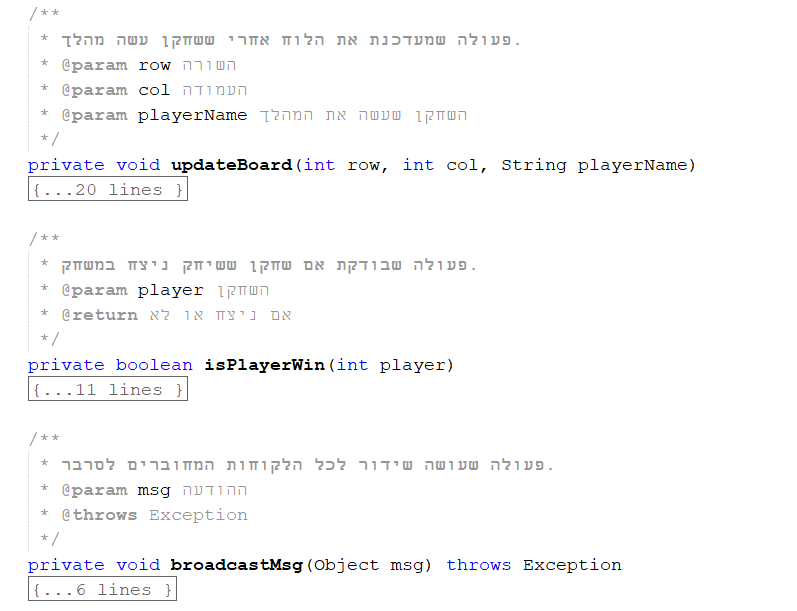 /**
* פעולה שמעדכנת את הלוח אחרי ששחקן עשה מהלך.
* @param row השורה
* @param col העמודה
* @param playerName השחקן שעשה את המהלך
*/
private void updateBoard(int row, int col, String playerName)
{...20 lines }
/**
* פעולה שבודקת אם שחקן ששיחק ניצח במשחק.
* @param player השחקן
* @return אם ניצח או לא
*/
private boolean isPlayerWin(int player)
{...11 lines }
/**
* פעולה שעושה שידור לכל הלקוחות המחוברים לסרבר.
* @param msg ההודעה
* @throws Exception
*/
private void broadcastMsg(Object msg) throws Exception
{...6 lines }